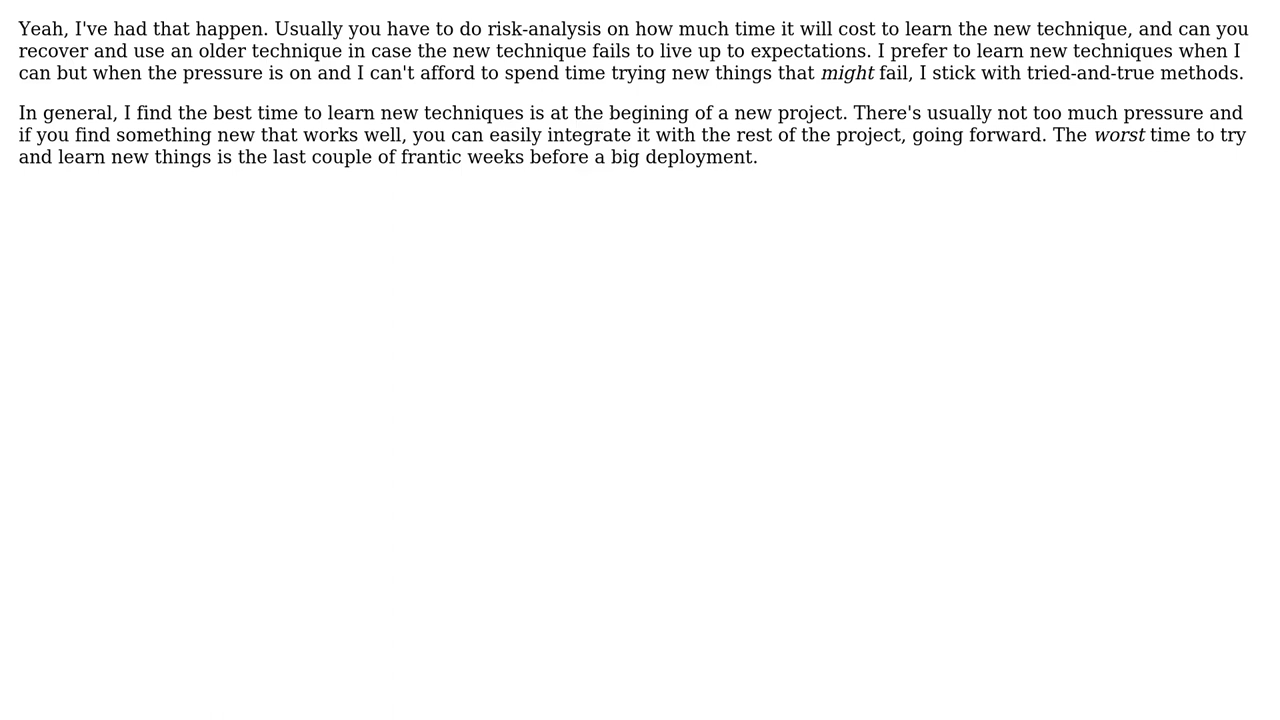 Yeah, I've had that happen. Usually you have to do risk-analysis on how much time it will cost to learn the new technique, and can you
recover and use an older technique in case the new technique fails to live up to expectations. I prefer to learn new techniques when I
can but when the pressure is on and I can't afford to spend time trying new things that might fail, I stick with tried-and-true methods.
In general, I find the best time to learn new techniques is at the begining of a new project. There's usually not too much pressure and
if you find something new that works well, you can easily integrate it with the rest of the project, going forward. The worst time to try
and learn new things is the last couple of frantic weeks before a big deployment.